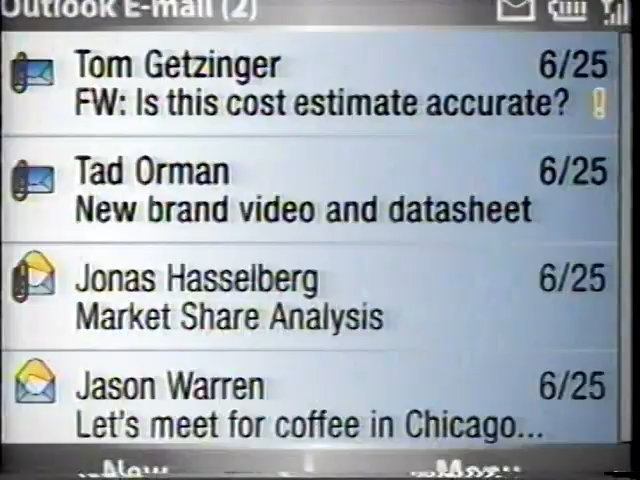 Outlook E-mail (2)
Tom Getzinger 6/25
FW: Is this cost estimate accurate? !
Tad Orman 6/25
New brand video and datasheet
Jonas Hasselberg 6/25
Market Share Analysis
Jason Warren 6/25
Let's meet for coffee in Chicago...
New Menu